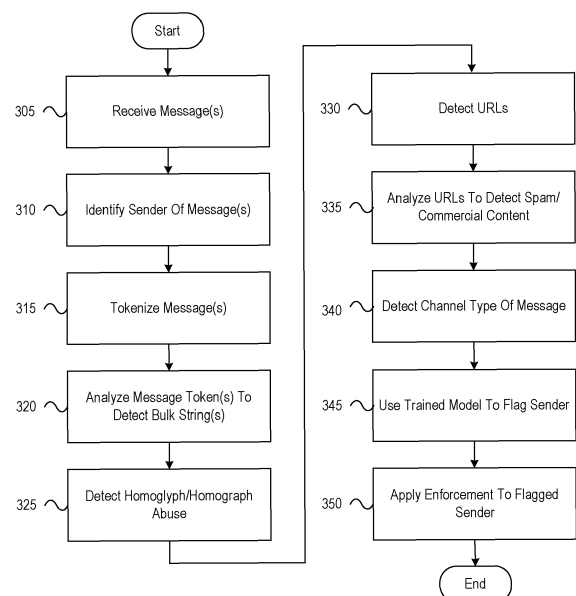 Start
305
Receive Message(s)
310
Identify Sender Of Message(s)
315
Tokenize Message(s)
320
Analyze Message Token(s) To
Detect Bulk String(s)
325
Detect Homoglyph/Homograph
Abuse
330
Detect URLs
335
Analyze URLs To Detect Spam/
Commercial Content
340
Detect Channel Type Of Message
345
Use Trained Model To Flag Sender
350
Apply Enforcement To Flagged
Sender
End